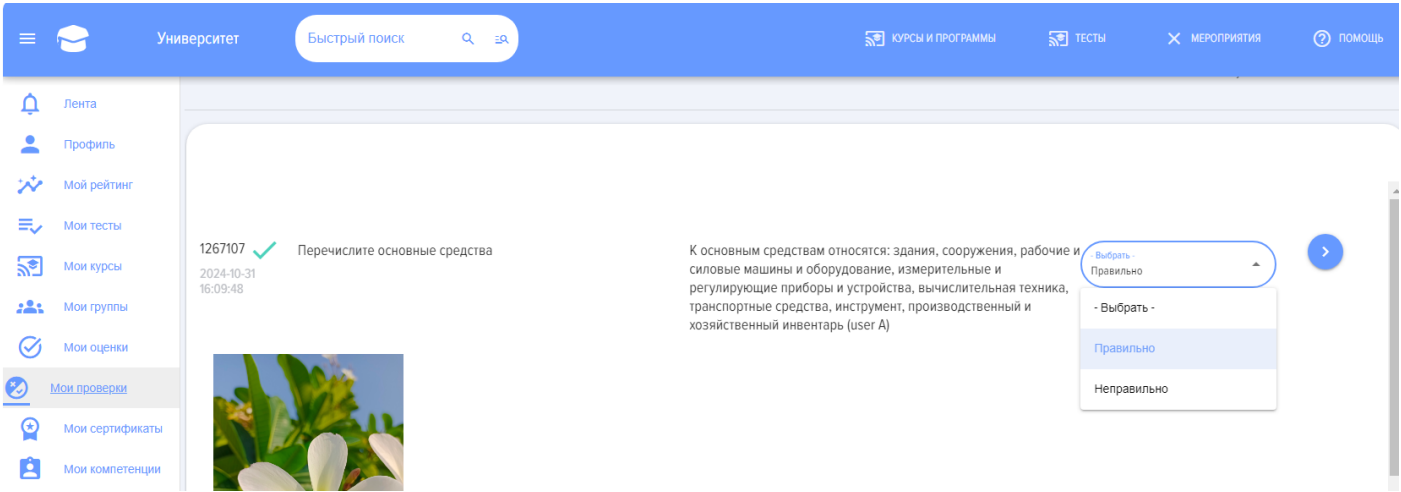 Университет
Быстрый поиск
КУРСЫ И ПРОГРАММЫ
ТЕСТЫ
МЕРОПРИЯТИЯ
ПОМОЩЬ
Лента
Профиль
Мой рейтинг
Мои тесты
Мои курсы
Мои группы
Мои оценки
Мои проверки
Мои сертификаты
Мои компетенции
1267107
2024-10-31
16:09:48
Перечислите основные средства
К основным средствам относятся: здания, сооружения, рабочие и
силовые машины и оборудование, измерительные и
регулирующие приборы и устройства, вычислительная техника,
транспортные средства, инструмент, производственный и
хозяйственный инвентарь (user A)
- Выбрать -
Правильно
- Выбрать -
Правильно
Неправильно